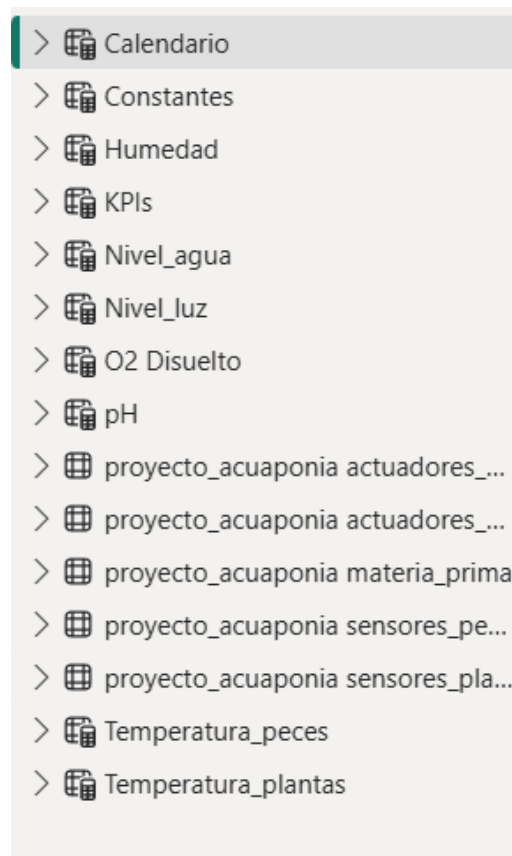 Calendario
Constantes
Humedad
KPIs
Nivel_agua
Nivel_luz
O2 Disuelto
pH
proyecto_acuaponia actuadores_...
proyecto_acuaponia actuadores_...
proyecto_acuaponia materia_prima
proyecto_acuaponia sensores_pe...
proyecto_acuaponia sensores_pla...
Temperatura_peces
Temperatura_plantas